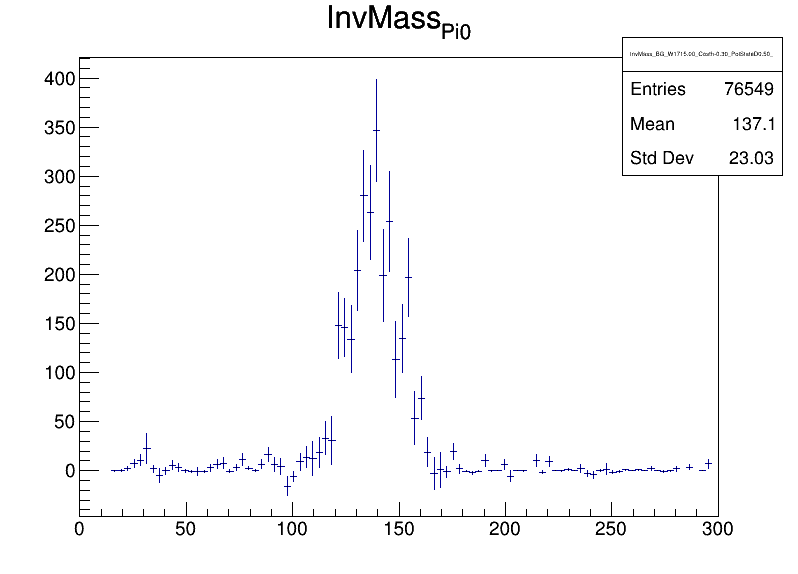 InvMass_Pi0
InvMass_BG_W1715.00_Costh-0.30_PolStateD0.50_
Entries 76549
Mean 137.1
Std Dev 23.03
400
350
300
250
200
150
100
50
0
0 50 100 150 200 250 300